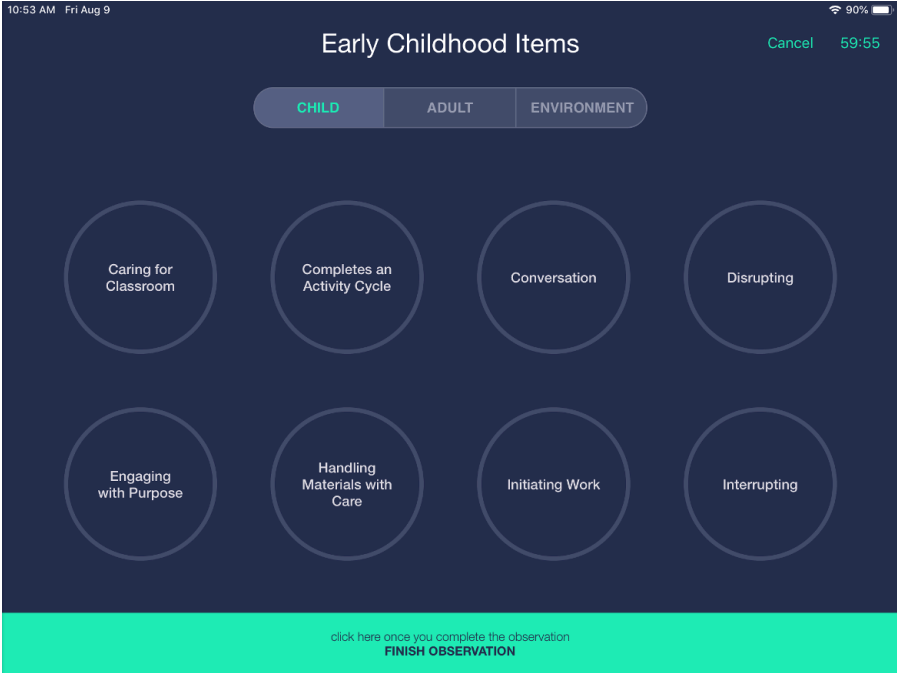 10:53 AM Fri Aug 9
90%
Early Childhood Items
Cancel
59:55
CHILD
ADULT
ENVIRONMENT
Caring for
Classroom
Completes an
Activity Cycle
Conversation
Disrupting
Engaging
with Purpose
Handling
Materials with
Care
Initiating Work
Interrupting
click here once you complete the observation
FINISH OBSERVATION